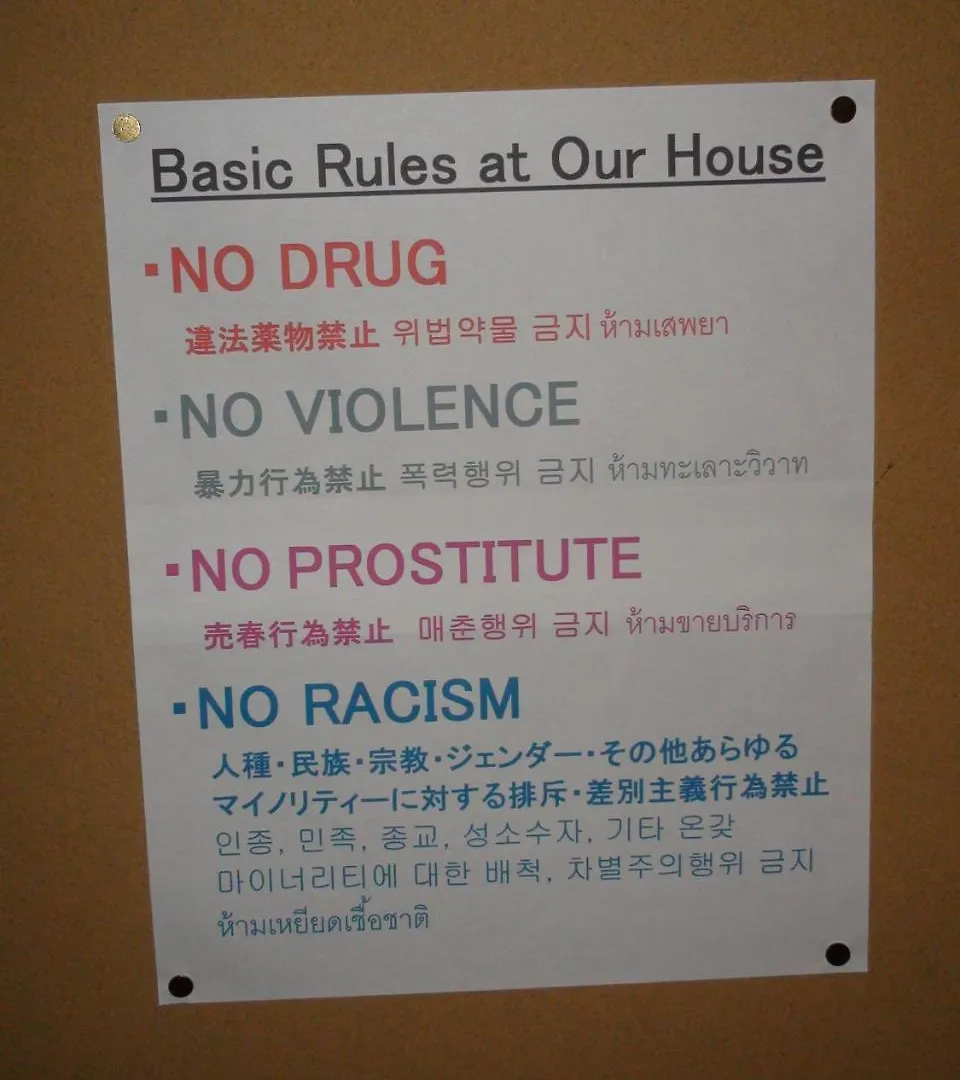 Basic Rules at Our House
・NO DRUG
違法薬物禁止 위법약물 금지 ห้ามเสพยา
・NO VIOLENCE
暴力行為禁止 폭력행위 금지 ห้ามทะเลาะวิวาท
・NO PROSTITUTE
売春行為禁止 매춘행위 금지 ห้ามขายบริการ
・NO RACISM
人種・民族・宗教・ジェンダー・その他あらゆる
マイノリティーに対する排斥・差別主義行為禁止
인종, 민족, 종교, 성소수자, 기타 온갖
마이너리티에 대한 배척, 차별주의행위 금지
ห้ามเหยียดเชื้อชาติ